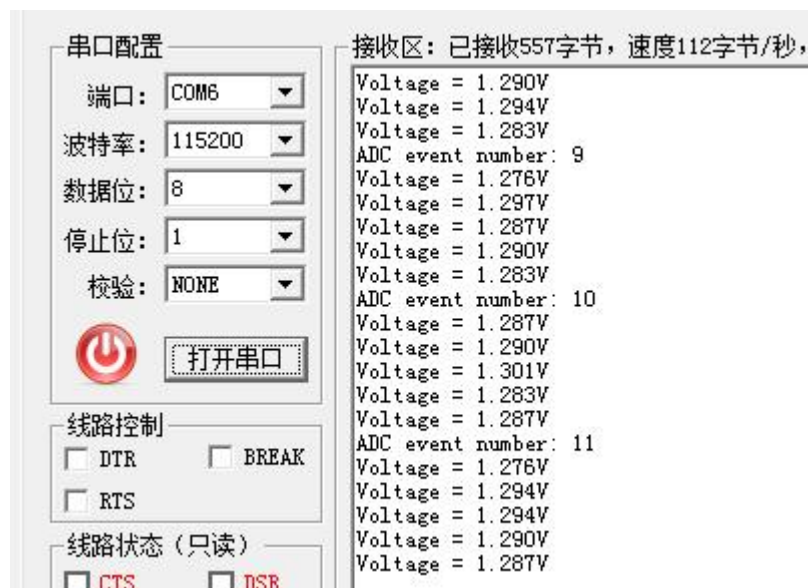 串口配置
端口： COM6
波特率： 115200
数据位： 8
停止位： 1
校验： NONE
打开串口
线路控制
DTR BREAK
RTS
线路状态（只读）
CTS DSR
接收区：已接收557字节，速度112字节/秒，
Voltage = 1.290V
Voltage = 1.294V
Voltage = 1.283V
ADC event number: 9
Voltage = 1.276V
Voltage = 1.297V
Voltage = 1.287V
Voltage = 1.290V
Voltage = 1.283V
ADC event number: 10
Voltage = 1.287V
Voltage = 1.290V
Voltage = 1.301V
Voltage = 1.283V
Voltage = 1.287V
ADC event number: 11
Voltage = 1.276V
Voltage = 1.294V
Voltage = 1.294V
Voltage = 1.290V
Voltage = 1.287V